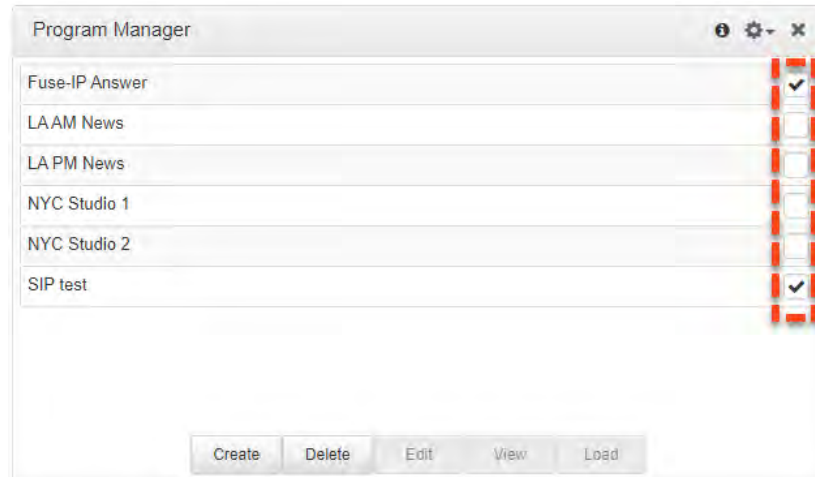 Program Manager
Fuse-IP Answer
LA AM News
LA PM News
NYC Studio 1
NYC Studio 2
SIP test
Create Delete Edit View Load